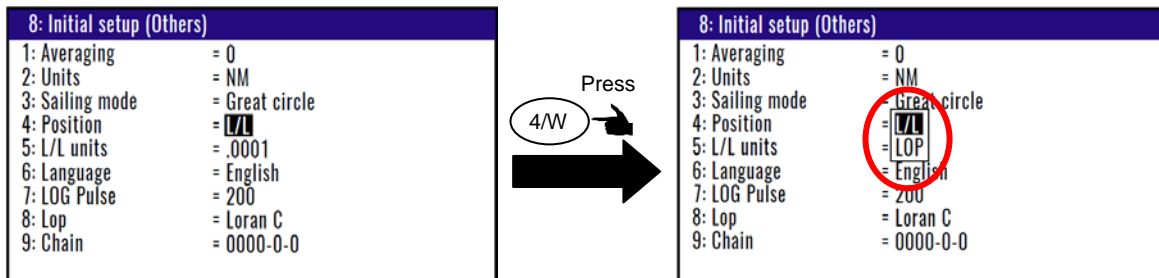 8: Initial setup (Others)
1: Averaging = 0
2: Units = NM
3: Sailing mode = Great circle
4: Position = L/L
5: L/L units = .0001
6: Language = English
7: LOG Pulse = 200
8: Lop = Loran C
9: Chain = 0000-0-0
Press
4/W
8: Initial setup (Others)
1: Averaging = 0
2: Units = NM
3: Sailing mode = Great circle
4: Position = L/L
5: L/L units = LOP
6: Language = English
7: LOG Pulse = 200
8: Lop = Loran C
9: Chain = 0000-0-0